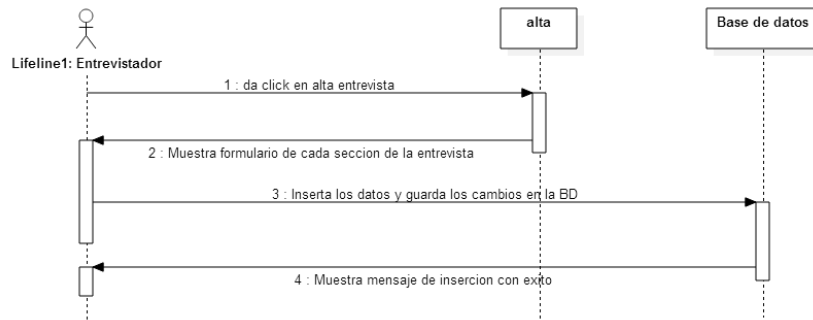 alta
Base de datos
Lifeline1: Entrevistador
1 : da click en alta entrevista
2 : Muestra formulario de cada seccion de la entrevista
3 : Inserta los datos y guarda los cambios en la BD
4 : Muestra mensaje de insercion con exito